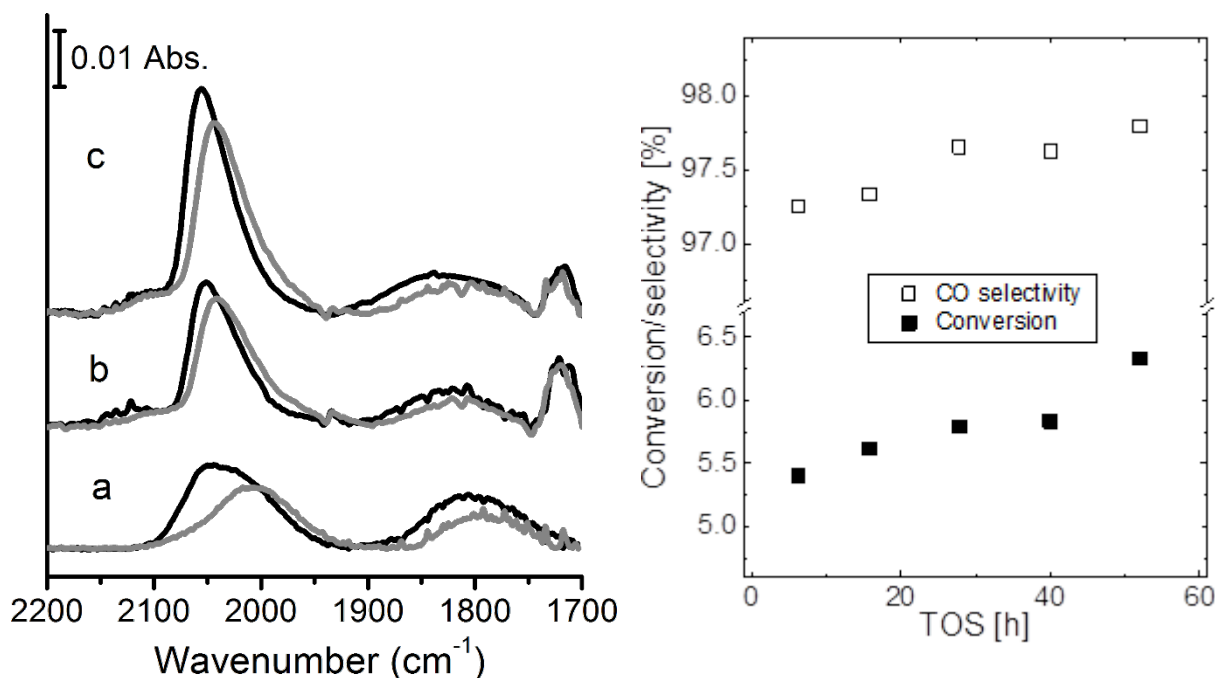 0.01 Abs.
c
b
a
2200 2100 2000 1900 1800 1700
Wavenumber (cm⁻¹)
Conversion/selectivity [%]
98.0
97.5
97.0
6.5
6.0
5.5
5.0
CO selectivity
Conversion
0 20 40 60
TOS [h]